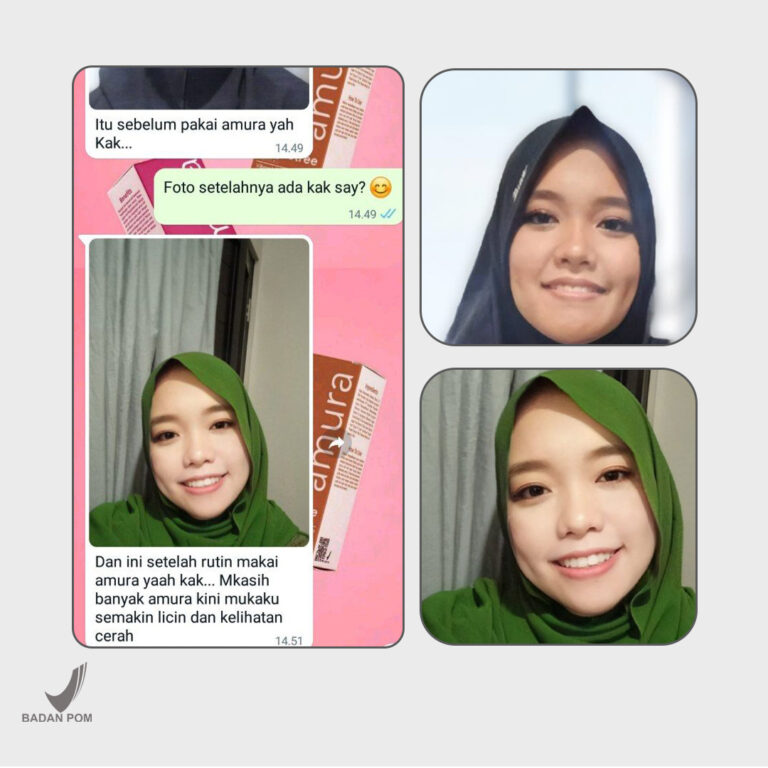 Itu sebelum pakai amura yah
Kak...
14.49
Foto setelahnya ada kak say? 😊
14.49
amura
Dan ini setelah rutin makai
amura yaah kak... Mkasih
banyak amura kini mukaku
semakin licin dan kelihatan
cerah
14.51
BADAN POM